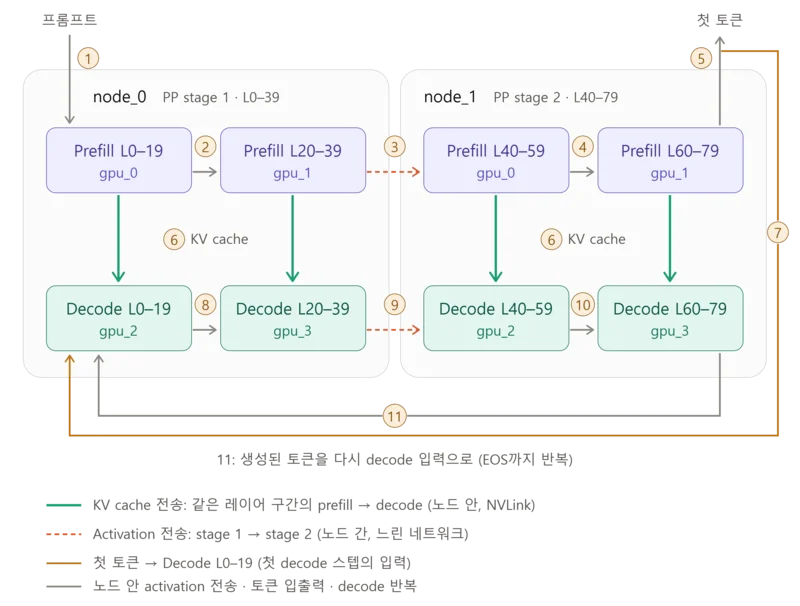 프롬프트
첫 토큰
1
5
node_0 PP stage 1 · L0–39
node_1 PP stage 2 · L40–79
Prefill L0–19
gpu_0
2
Prefill L20–39
gpu_1
3
Prefill L40–59
gpu_0
4
Prefill L60–79
gpu_1
6 KV cache
6 KV cache
7
Decode L0–19
gpu_2
8
Decode L20–39
gpu_3
9
Decode L40–59
gpu_2
10
Decode L60–79
gpu_3
11
11: 생성된 토큰을 다시 decode 입력으로 (EOS까지 반복)
KV cache 전송: 같은 레이어 구간의 prefill → decode (노드 안, NVLink)
Activation 전송: stage 1 → stage 2 (노드 간, 느린 네트워크)
첫 토큰 → Decode L0–19 (첫 decode 스텝의 입력)
노드 안 activation 전송 · 토큰 입출력 · decode 반복